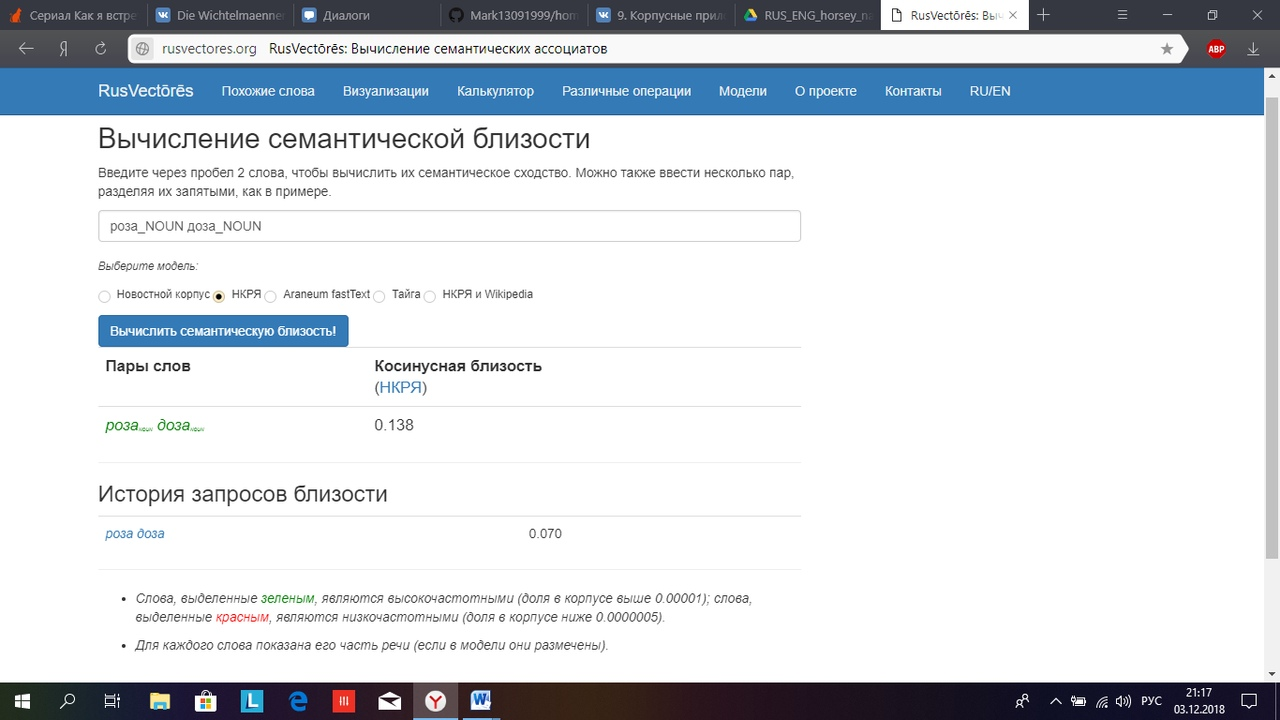 Сериал Как я встре
Die Wichtelmaenner
Диалоги
Mark13091999/hom
9. Корпусные прил
RUS_ENG_horsey_na
RusVectōrēs: Выч
rusvectores.org RusVectōrēs: Вычисление семантических ассоциатов
ABP
RusVectōrēs Похожие слова Визуализации Калькулятор Различные операции Модели О проекте Контакты RU/EN
Вычисление семантической близости
Введите через пробел 2 слова, чтобы вычислить их семантическое сходство. Можно также ввести несколько пар,
разделяя их запятыми, как в примере.
роза_NOUN доза_NOUN
Выберите модель:
Новостной корпус НКРЯ Araneum fastText Тайга НКРЯ и Wikipedia
Вычислить семантическую близость!
Пары слов Косинусная близость
(НКРЯ)
роза NOUN доза NOUN 0.138
История запросов близости
роза доза 0.070
Слова, выделенные зеленым, являются высокочастотными (доля в корпусе выше 0.00001); слова,
выделенные красным, являются низкочастотными (доля в корпусе ниже 0.0000005).
Для каждого слова показана его часть речи (если в модели они размечены).
РУС
21:17
03.12.2018